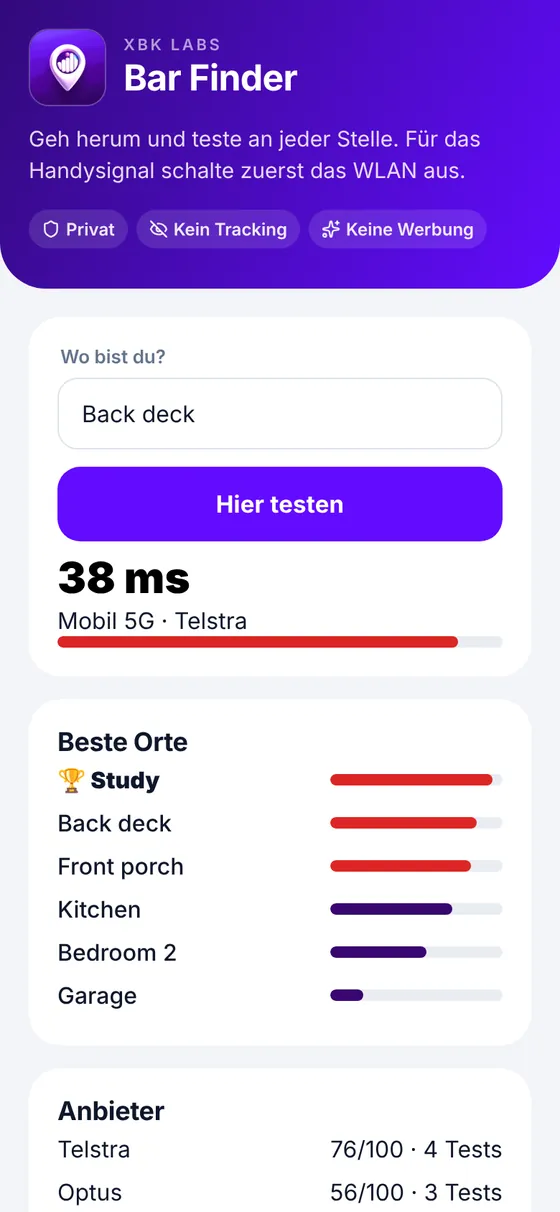 XBK LABS
Bar Finder
Geh herum und teste an jeder Stelle. Für das
Handysignal schalte zuerst das WLAN aus.
Privat
Kein Tracking
Keine Werbung
Wo bist du?
Back deck
Hier testen
38 ms
Mobil 5G · Telstra
Beste Orte
🏆 Study
Back deck
Front porch
Kitchen
Bedroom 2
Garage
Anbieter
Telstra 76/100 · 4 Tests
Optus 56/100 · 3 Tests